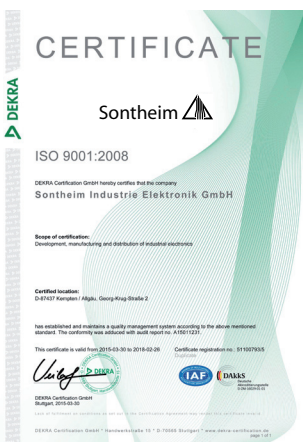 CERTIFICATE
DEKRA
Sontheim
ISO 9001:2008
DEKRA Certification GmbH hereby certifies that the company
Sontheim Industrie Elektronik GmbH
Scope of certification:
Development, manufacturing and distribution of industrial electronics
Certified location:
D-87437 Kempten / Allgäu, Georg-Krug-Straße 2
has established and maintains a quality management system according to the above mentioned
standard. The conformity was adduced with audit report no. A15011231.
This certificate is valid from 2015-03-30 to 2018-02-26
Certificate registration no.: 51100793/5
Duplicate
DEKRA
IAF
DAkkS
Deutsche
Akkreditierungsstelle
DEKRA Certification GmbH
Stuttgart, 2015-03-30
DEKRA Certification GmbH * Handwerkstraße 15 * D-70565 Stuttgart * www.dekra-certification.de
page 1 of 1